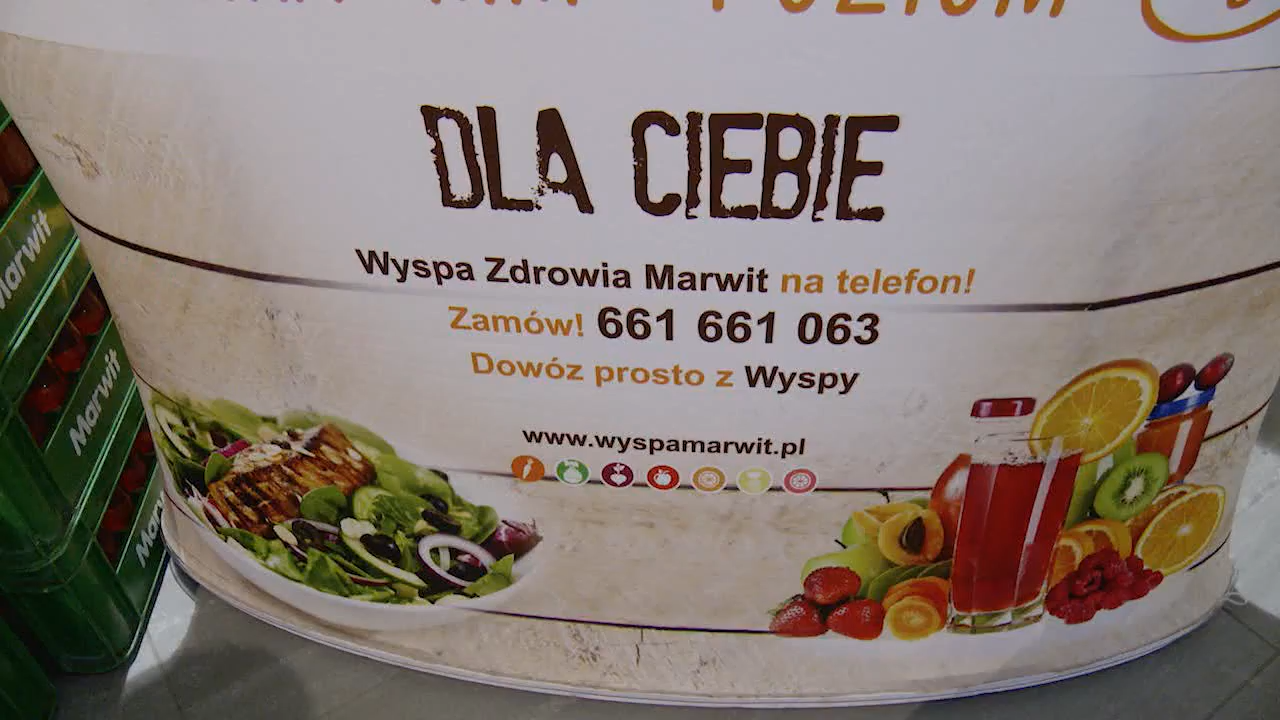 POZIOM
DLA CIEBIE
Wyspa Zdrowia Marwit na telefon!
Zamów! 661 661 063
Dowóz prosto z Wyspy
www.wyspamarwit.pl
Marwit
Marwit